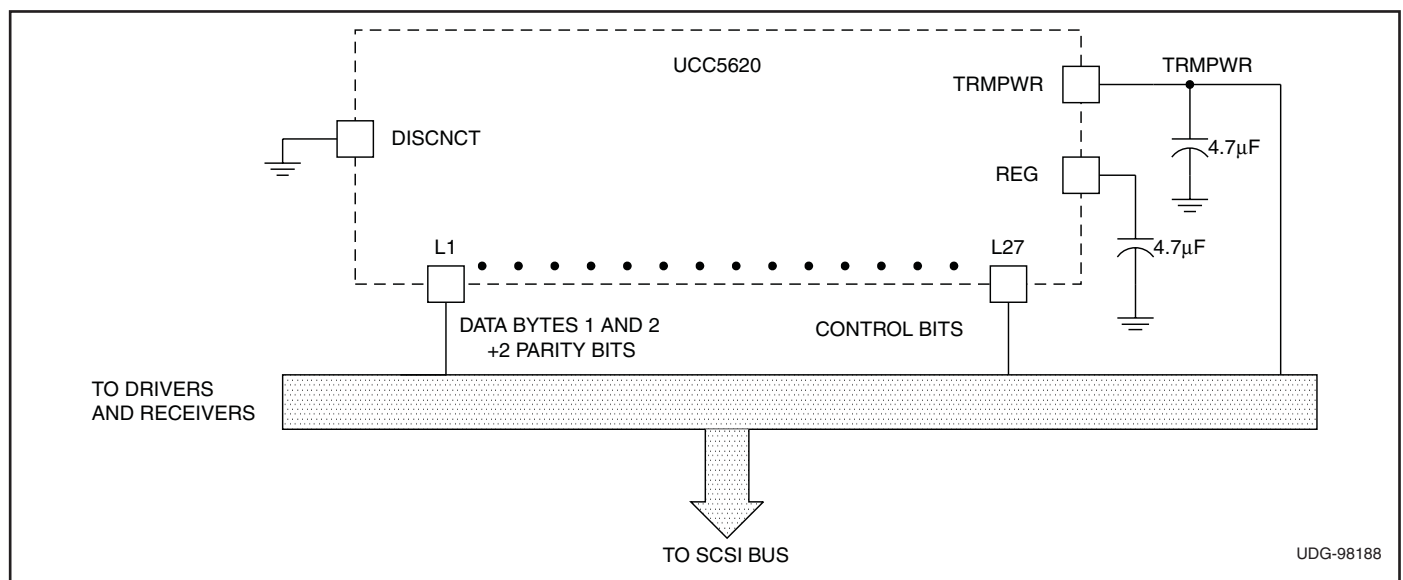 UCC5620
TRMPWR
TRMPWR
DISCNCT
4.7µF
REG
L1
L27
4.7µF
DATA BYTES 1 AND 2
+2 PARITY BITS
CONTROL BITS
TO DRIVERS
AND RECEIVERS
TO SCSI BUS
UDG-98188